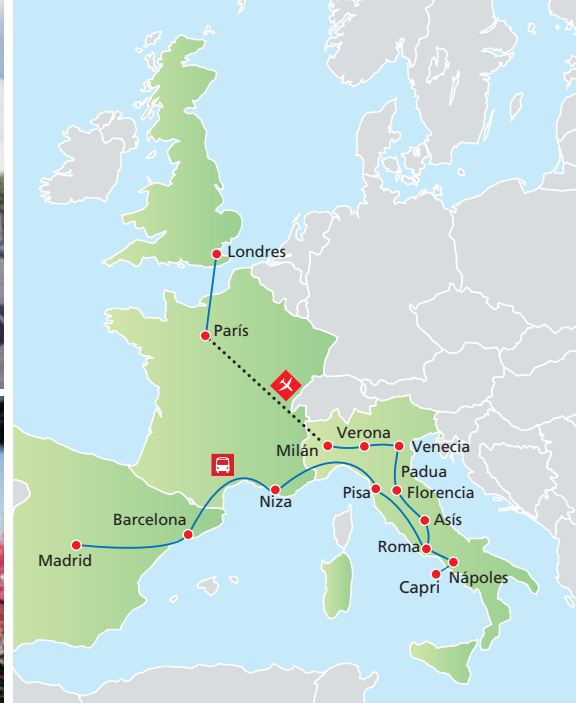 Londres
París
Verona
Milán
Venecia
Padua
Niza
Pisa
Florencia
Barcelona
Asís
Madrid
Roma
Nápoles
Capri